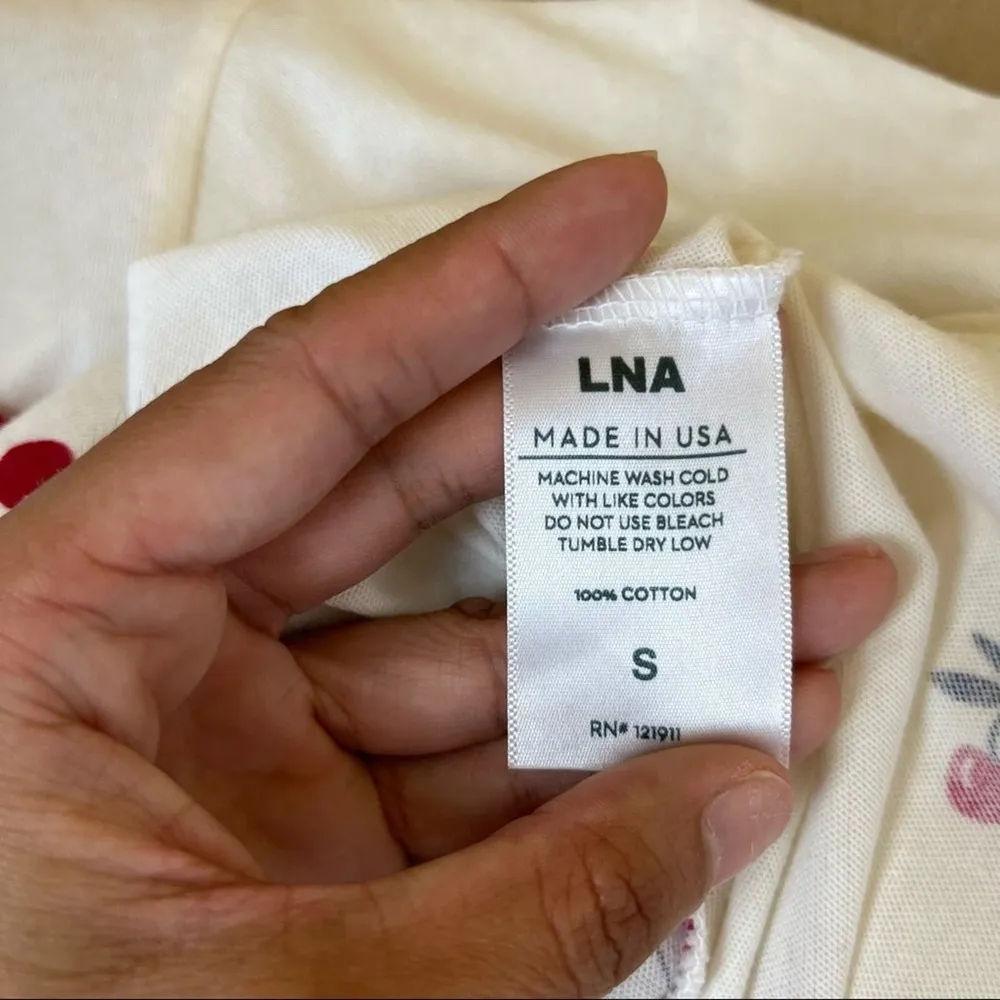 LNA
MADE IN USA
MACHINE WASH COLD
WITH LIKE COLORS
DO NOT USE BLEACH
TUMBLE DRY LOW
100% COTTON
S
RN# 121911